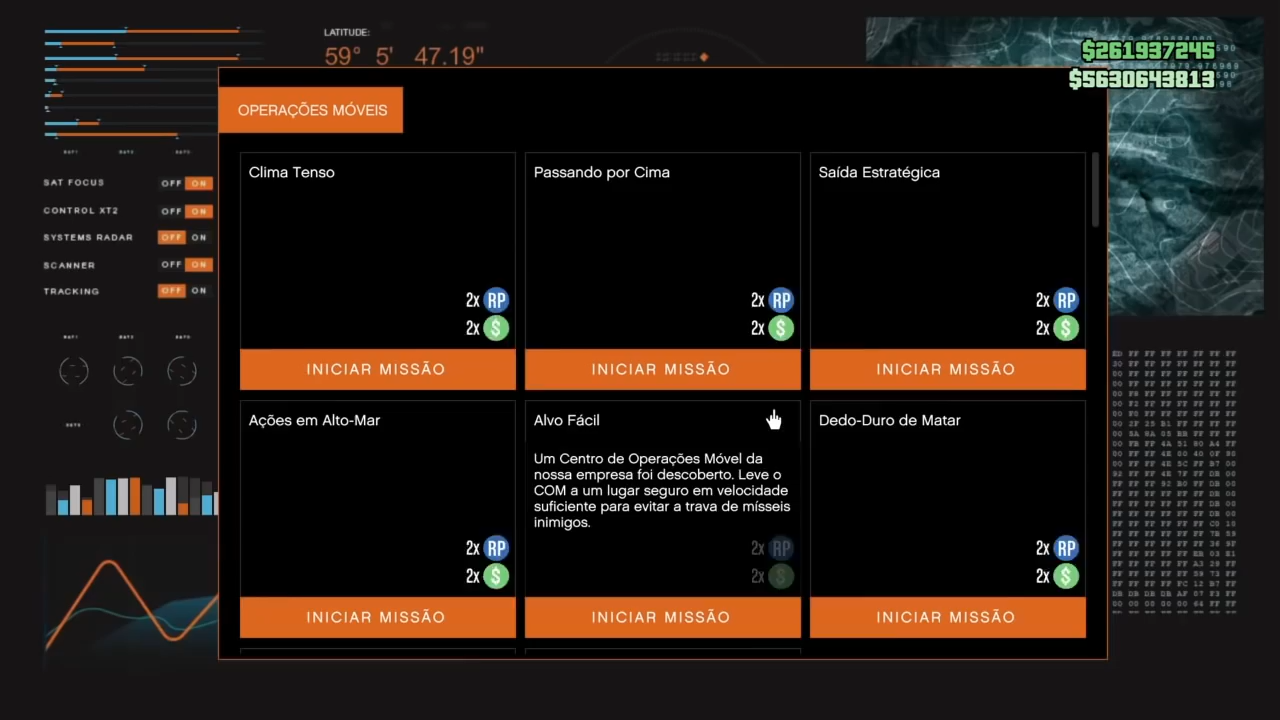 LATITUDE:
59° 5' 47.19"
$261937245
$5630643813
OPERAÇÕES MÓVEIS
Clima Tenso
Passando por Cima
Saída Estratégica
2x RP
2x $
2x RP
2x $
2x RP
2x $
INICIAR MISSÃO
INICIAR MISSÃO
INICIAR MISSÃO
SAT FOCUS OFF ON
CONTROL XT2 OFF ON
SYSTEMS RADAR OFF ON
SCANNER OFF ON
TRACKING OFF ON
Ações em Alto-Mar
Alvo Fácil
Dedo-Duro de Matar
Um Centro de Operações Móvel da
nossa empresa foi descoberto. Leve o
COM a um lugar seguro em velocidade
suficiente para evitar a trava de mísseis
inimigos.
2x RP
2x $
2x RP
2x $
2x RP
2x $
INICIAR MISSÃO
INICIAR MISSÃO
INICIAR MISSÃO